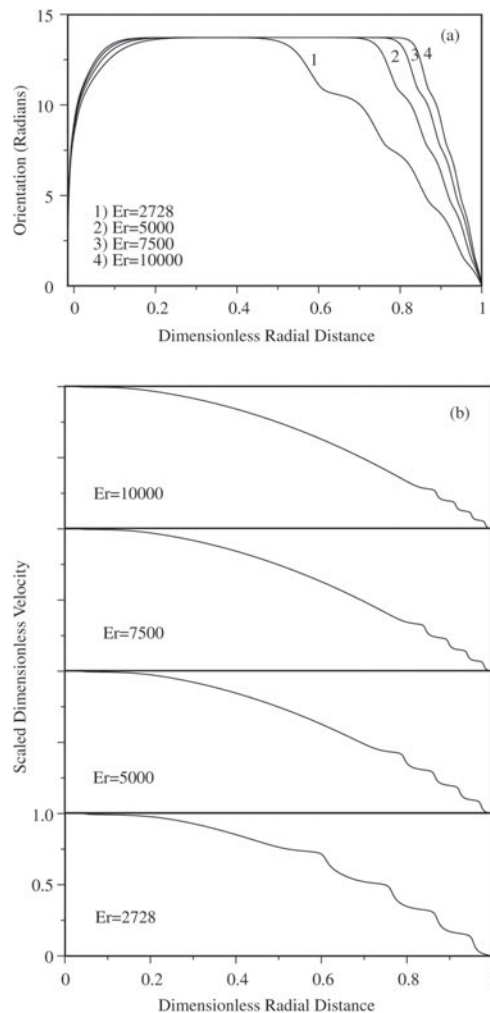 15
10
5
0
Orientation (Radians)
(a)
1
2
3
4
1) Er=2728
2) Er=5000
3) Er=7500
4) Er=10000
0
0.2
0.4
0.6
0.8
1
Dimensionless Radial Distance
(b)
Er=10000
Er=7500
Er=5000
Er=2728
Scaled Dimensionless Velocity
1.0
0.5
0
0
0.2
0.4
0.6
0.8
Dimensionless Radial Distance